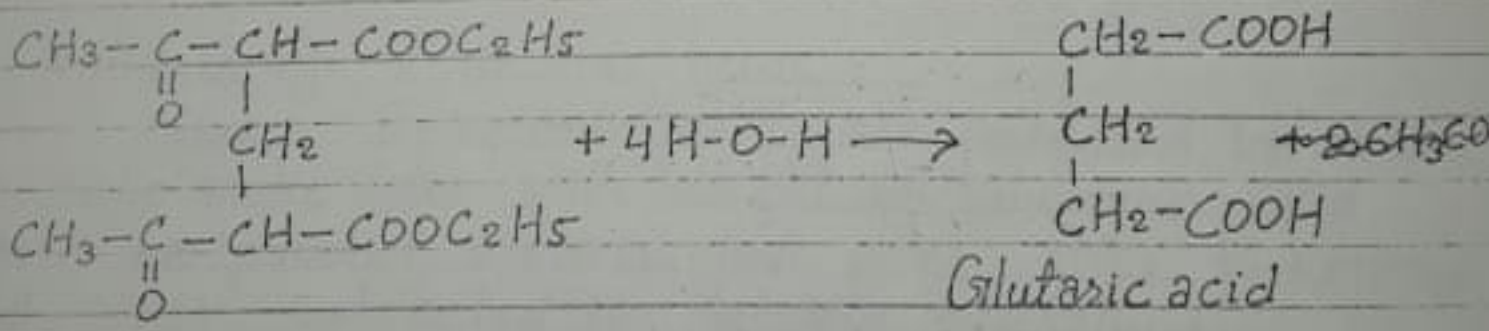 CH3-C-CH-COOC2H5 CH2-COOH
|| | |
O CH2 + 4H-O-H → CH2
| |
CH3-C-CH-COOC2H5 CH2-COOH
||
O Glutaric acid